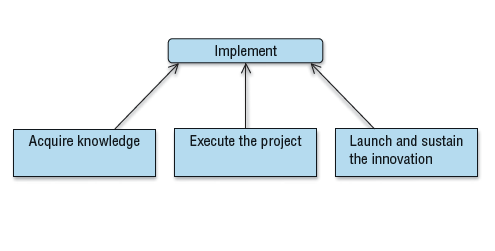 Implement
Acquire knowledge
Execute the project
Launch and sustain
the innovation